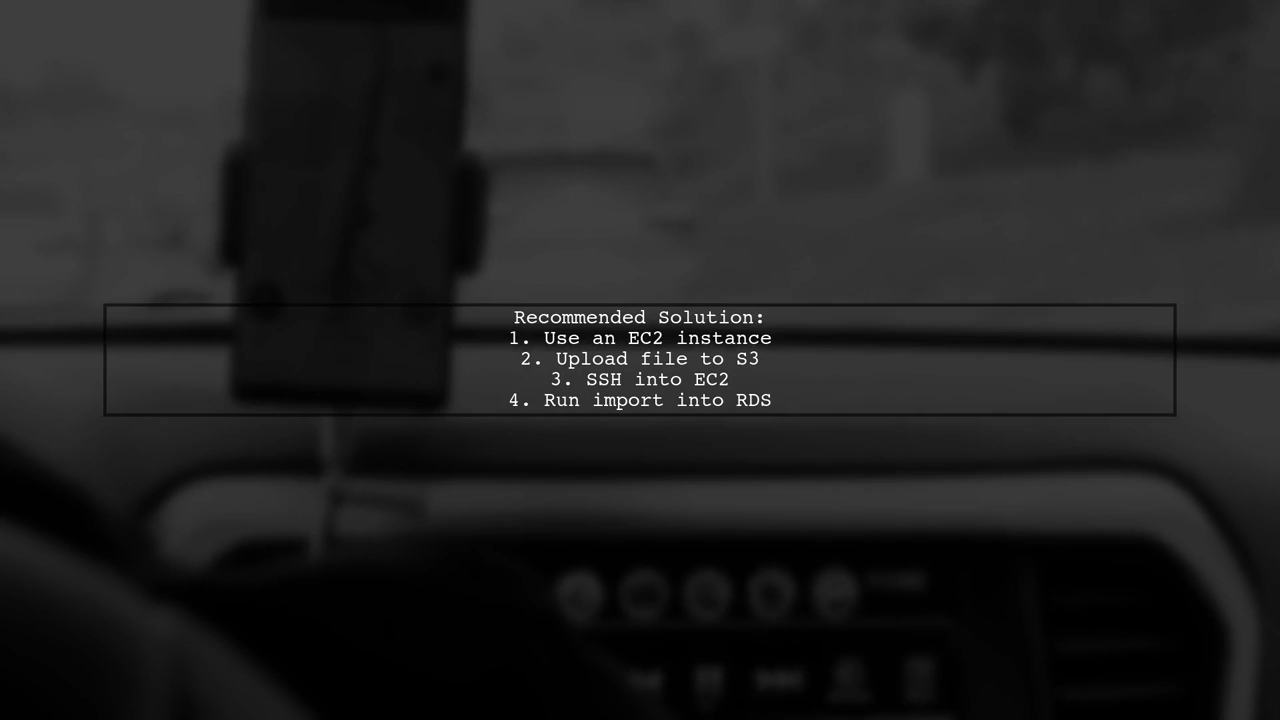 Recommended Solution:
1. Use an EC2 instance
2. Upload file to S3
3. SSH into EC2
4. Run import into RDS